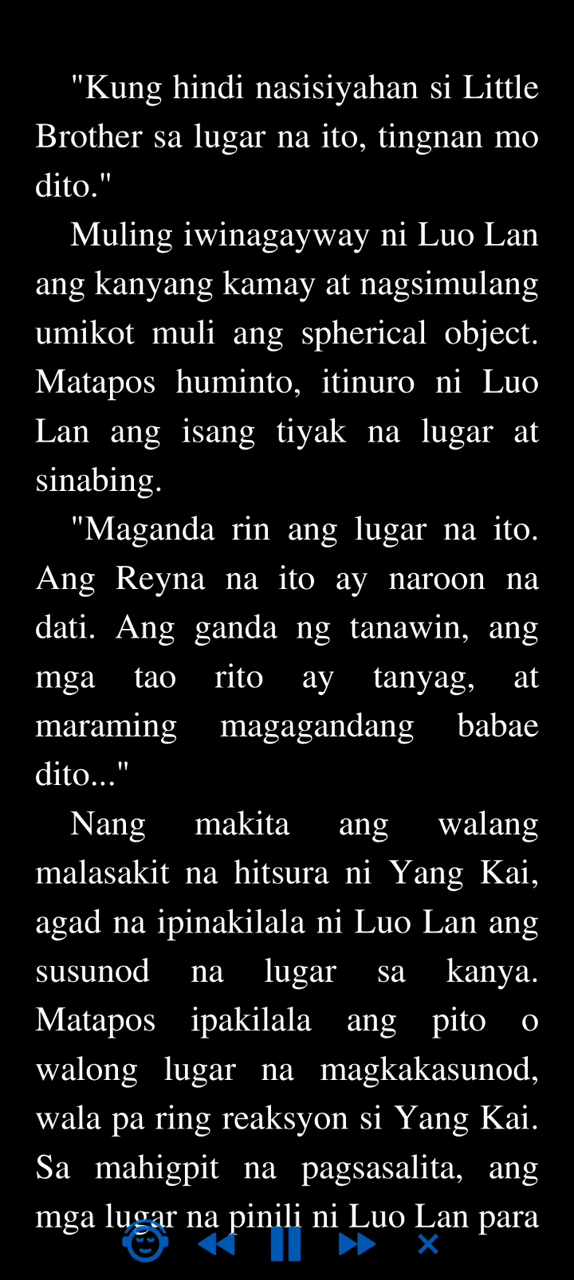 "Kung hindi nasisiyahan si Little
Brother sa lugar na ito, tingnan mo
dito."
Muling iwinagayway ni Luo Lan
ang kanyang kamay at nagsimulang
umikot muli ang spherical object.
Matapos huminto, itinuro ni Luo
Lan ang isang tiyak na lugar at
sinabing.
"Maganda rin ang lugar na ito.
Ang Reyna na ito ay naroon na
dati. Ang ganda ng tanawin, ang
mga tao rito ay tanyag, at
maraming magagandang babae
dito..."
Nang makita ang walang
malasakit na hitsura ni Yang Kai,
agad na ipinakilala ni Luo Lan ang
susunod na lugar sa kanya.
Matapos ipakilala ang pito o
walong lugar na magkakasunod,
wala pa ring reaksyon si Yang Kai.
Sa mahigpit na pagsasalita, ang
mga lugar na pinili ni Luo Lan para